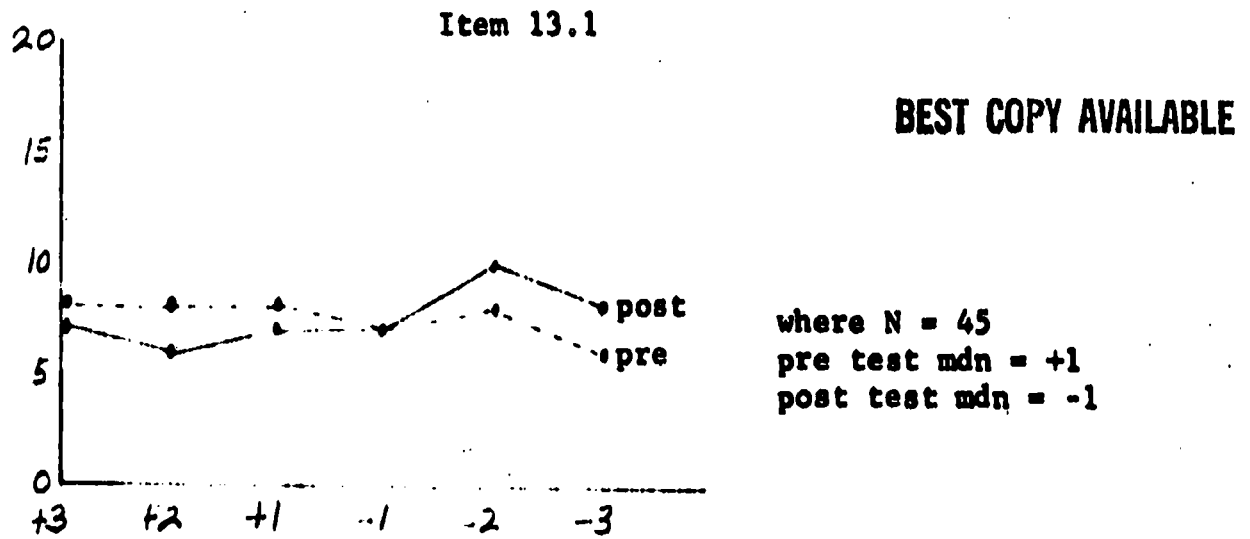 Item 13.1
BEST COPY AVAILABLE
20
15
10
5
0
post
pre
where N = 45
pre test mdn = +1
post test mdn = -1
+3 +2 +1 -1 -2 -3